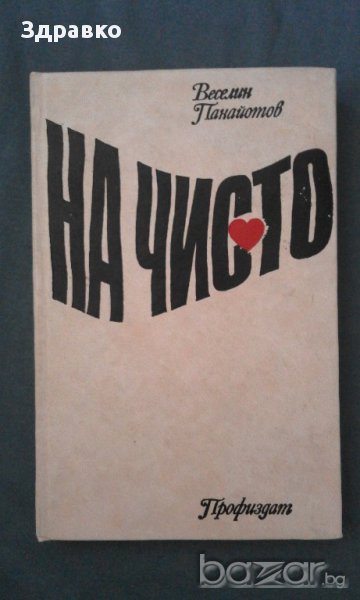 Здравко
Веселин
Панайотов
НА ЧИСТО
Профиздат
bazar.bg